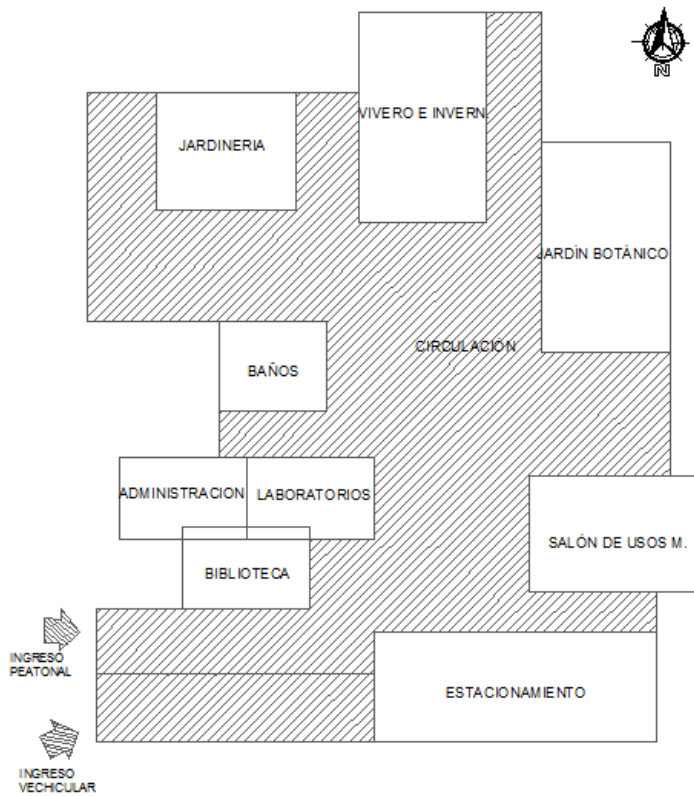 N
VIVERO E INVERN.
JARDINERIA
JARDÍN BOTÁNICO
CIRCULACIÓN
BAÑOS
ADMINISTRACION
LABORATORIOS
SALÓN DE USOS M.
BIBLIOTECA
INGRESO
PEATONAL
ESTACIONAMIENTO
INGRESO
VECHICULAR